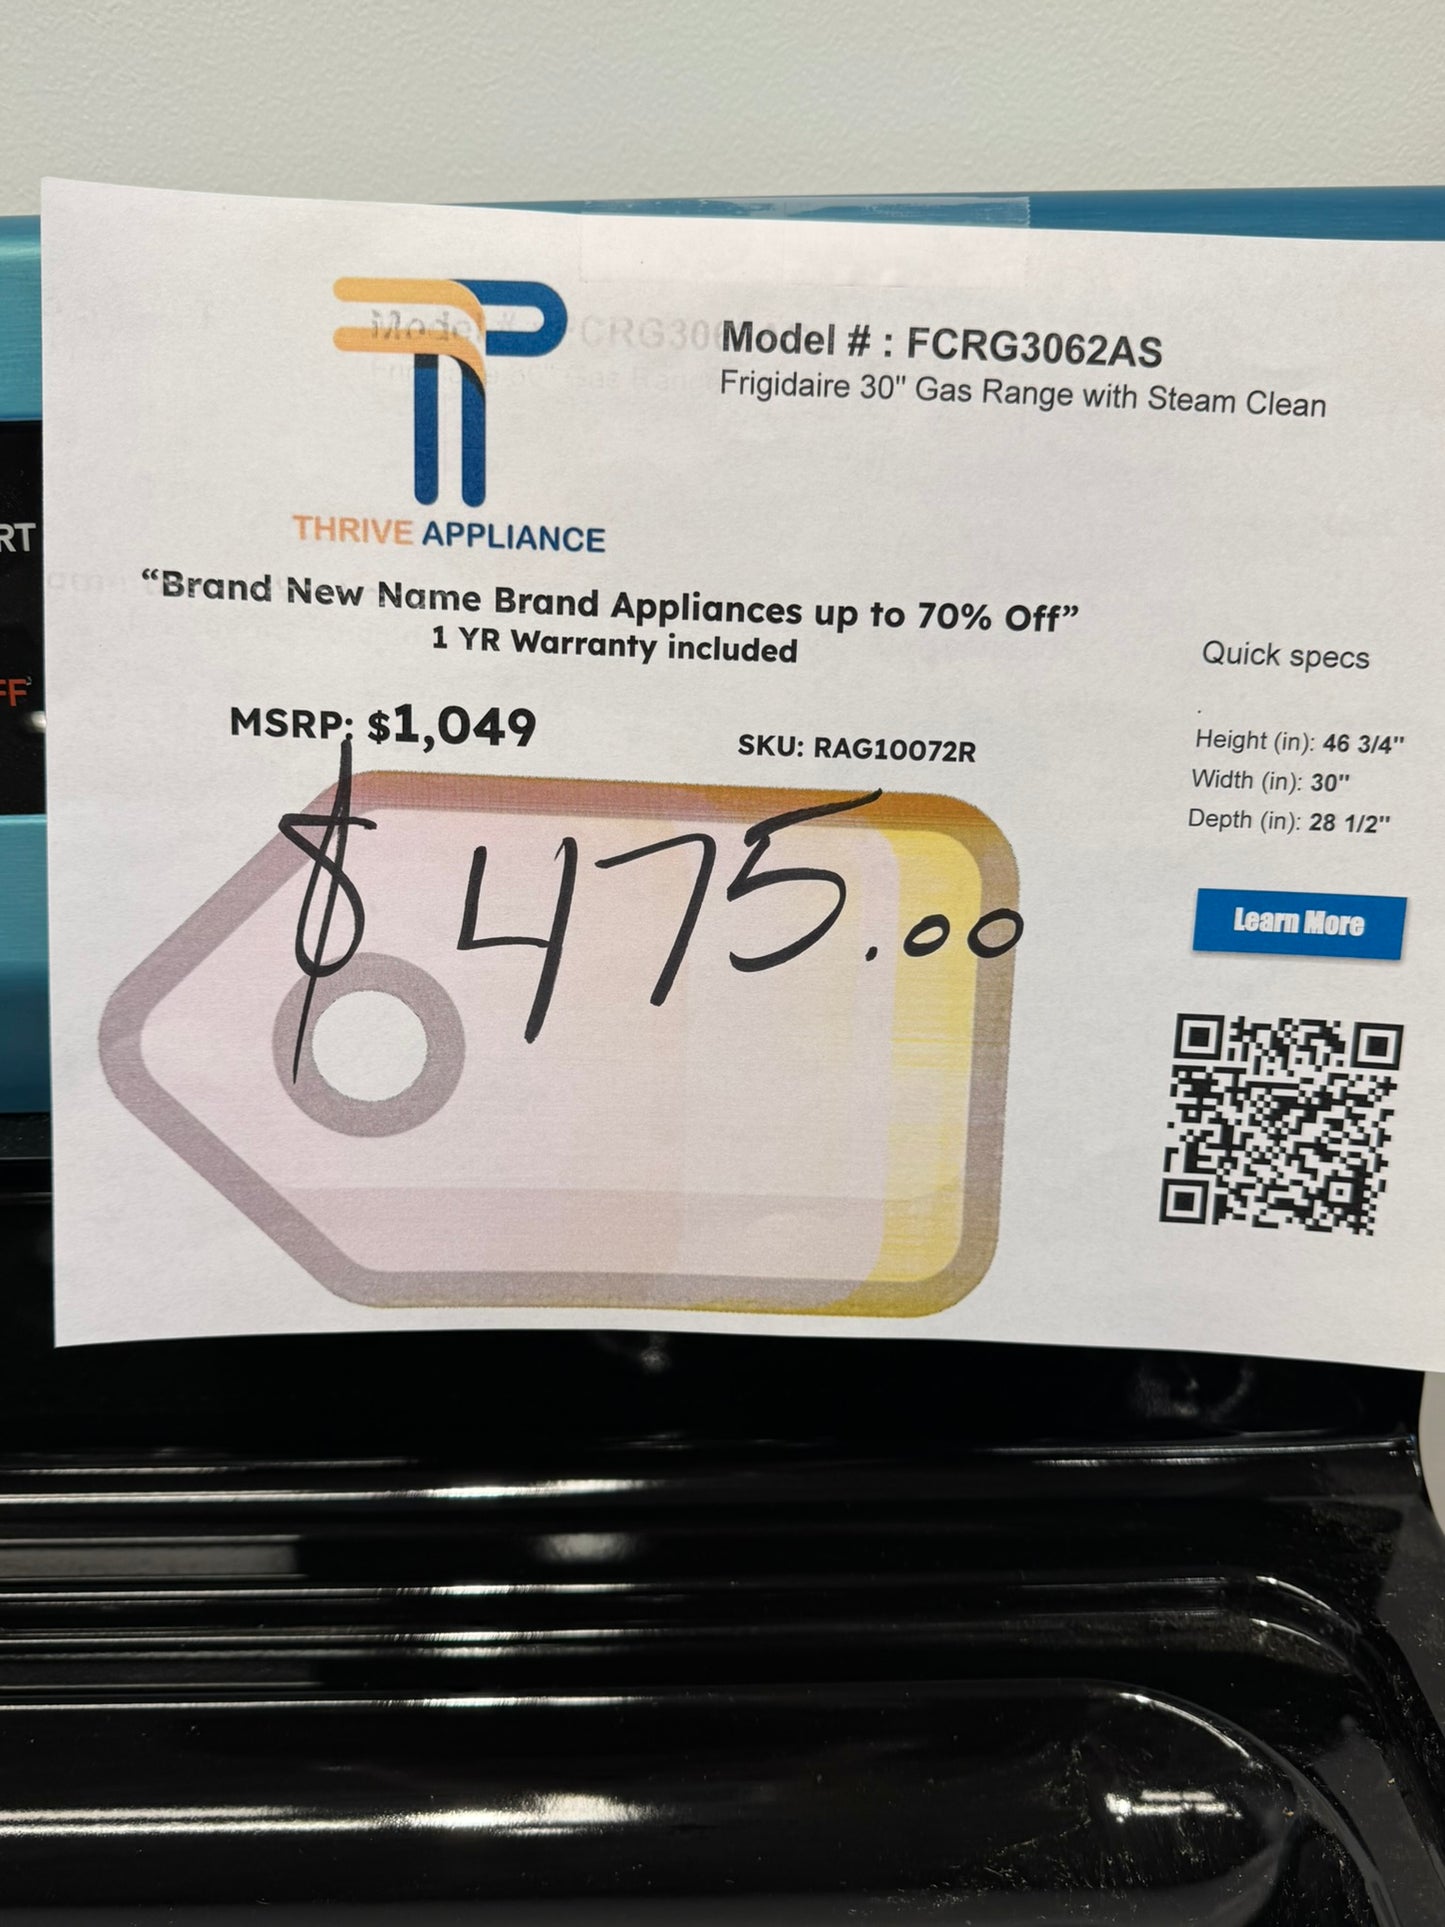 Model # : FCRG3062AS
Frigidaire 30" Gas Range with Steam Clean
THRIVE APPLIANCE
“Brand New Name Brand Appliances up to 70% Off”
1 YR Warranty included
MSRP: $1,049
SKU: RAG10072R
$ 475.00
Quick specs
Height (in): 46 3/4"
Width (in): 30"
Depth (in): 28 1/2"
Learn More
RT
FF